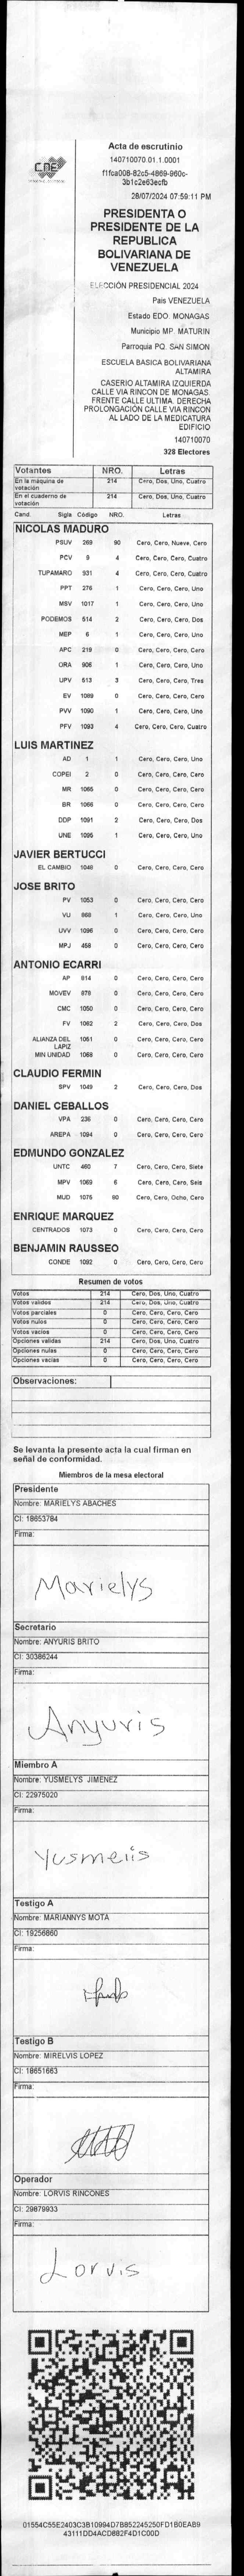 CNE
Acta de escrutinio
140710070.01.1.0001
f1fca008-82c5-4869-960c-
3b1c2e63ecfb
28/07/2024 07:59:11 PM
PRESIDENTA O
PRESIDENTE DE LA
REPUBLICA
BOLIVARIANA DE
VENEZUELA
ELECCIÓN PRESIDENCIAL 2024
Pais VENEZUELA
Estado EDO. MONAGAS
Municipio MP. MATURIN
Parroquia PQ. SAN SIMON
ESCUELA BASICA BOLIVARIANA
ALTAMIRA
CASERIO ALTAMIRA IZQUIERDA
CALLE VIA RINCON DE MONAGAS.
FRENTE CALLE ULTIMA. DERECHA
PROLONGACIÓN CALLE VIA RINCON
AL LADO DE LA MEDICATURA
EDIFICIO
140710070
328 Electores
Votantes NRO. Letras
En la máquina de votación 214 Cero, Dos, Uno, Cuatro
En el cuaderno de votación 214 Cero, Dos, Uno, Cuatro
Cand. Sigla Código NRO. Letras
NICOLAS MADURO
PSUV 269 90 Cero, Cero, Nueve, Cero
PCV 9 4 Cero, Cero, Cero, Cuatro
TUPAMARO 931 4 Cero, Cero, Cero, Cuatro
PPT 276 1 Cero, Cero, Cero, Uno
MSV 1017 1 Cero, Cero, Cero, Uno
PODEMOS 514 2 Cero, Cero, Cero, Dos
MEP 6 1 Cero, Cero, Cero, Uno
APC 219 0 Cero, Cero, Cero, Cero
ORA 906 1 Cero, Cero, Cero, Uno
UPV 513 3 Cero, Cero, Cero, Tres
EV 1089 0 Cero, Cero, Cero, Cero
PVV 1090 1 Cero, Cero, Cero, Uno
PFV 1093 4 Cero, Cero, Cero, Cuatro
LUIS MARTINEZ
AD 1 1 Cero, Cero, Cero, Uno
COPEI 2 0 Cero, Cero, Cero, Cero
MR 1065 0 Cero, Cero, Cero, Cero
BR 1066 0 Cero, Cero, Cero, Cero
DDP 1091 2 Cero, Cero, Cero, Dos
UNE 1095 1 Cero, Cero, Cero, Uno
JAVIER BERTUCCI
EL CAMBIO 1048 0 Cero, Cero, Cero, Cero
JOSE BRITO
PV 1053 0 Cero, Cero, Cero, Cero
VU 868 1 Cero, Cero, Cero, Uno
UVV 1096 0 Cero, Cero, Cero, Cero
MPJ 458 0 Cero, Cero, Cero, Cero
ANTONIO ECARRI
AP 814 0 Cero, Cero, Cero, Cero
MOVEV 879 0 Cero, Cero, Cero, Cero
CMC 1050 0 Cero, Cero, Cero, Cero
FV 1062 2 Cero, Cero, Cero, Dos
ALIANZA DEL 1061 0 Cero, Cero, Cero, Cero
LAPIZ
MIN UNIDAD 1068 0 Cero, Cero, Cero, Cero
CLAUDIO FERMIN
SPV 1049 2 Cero, Cero, Cero, Dos
DANIEL CEBALLOS
VPA 236 0 Cero, Cero, Cero, Cero
AREPA 1094 0 Cero, Cero, Cero, Cero
EDMUNDO GONZALEZ
UNTC 460 7 Cero, Cero, Cero, Siete
MPV 1069 6 Cero, Cero, Cero, Seis
MUD 1075 80 Cero, Cero, Ocho, Cero
ENRIQUE MARQUEZ
CENTRADOS 1073 0 Cero, Cero, Cero, Cero
BENJAMIN RAUSSEO
CONDE 1092 0 Cero, Cero, Cero, Cero
Resumen de votos
Votos 214 Cero, Dos, Uno, Cuatro
Votos validos 214 Cero, Dos, Uno, Cuatro
Votos parciales 0 Cero, Cero, Cero, Cero
Votos nulos 0 Cero, Cero, Cero, Cero
Votos vacios 0 Cero, Cero, Cero, Cero
Opciones validas 214 Cero, Dos, Uno, Cuatro
Opciones nulas 0 Cero, Cero, Cero, Cero
Opciones vacias 0 Cero, Cero, Cero, Cero
Observaciones:
Se levanta la presente acta la cual firman en
señal de conformidad.
Miembros de la mesa electoral
Presidente
Nombre: MARIELYS ABACHES
CI: 18653784
Firma:
Marielys
Secretario
Nombre: ANYURIS BRITO
CI: 30386244
Firma:
Anyuris
Miembro A
Nombre: YUSMELYS JIMENEZ
CI: 22975020
Firma:
Yusmelis
Testigo A
Nombre: MARIANNYS MOTA
CI: 19256860
Firma:
Testigo B
Nombre: MIRELVIS LOPEZ
CI: 18651663
Firma:
Operador
Nombre: LORVIS RINCONES
CI: 29879933
Firma:
Lorvis
01554C55E2403C3B10994D7B852245250FD1B0EAB9
43111DD4ACD882F4D1C00D